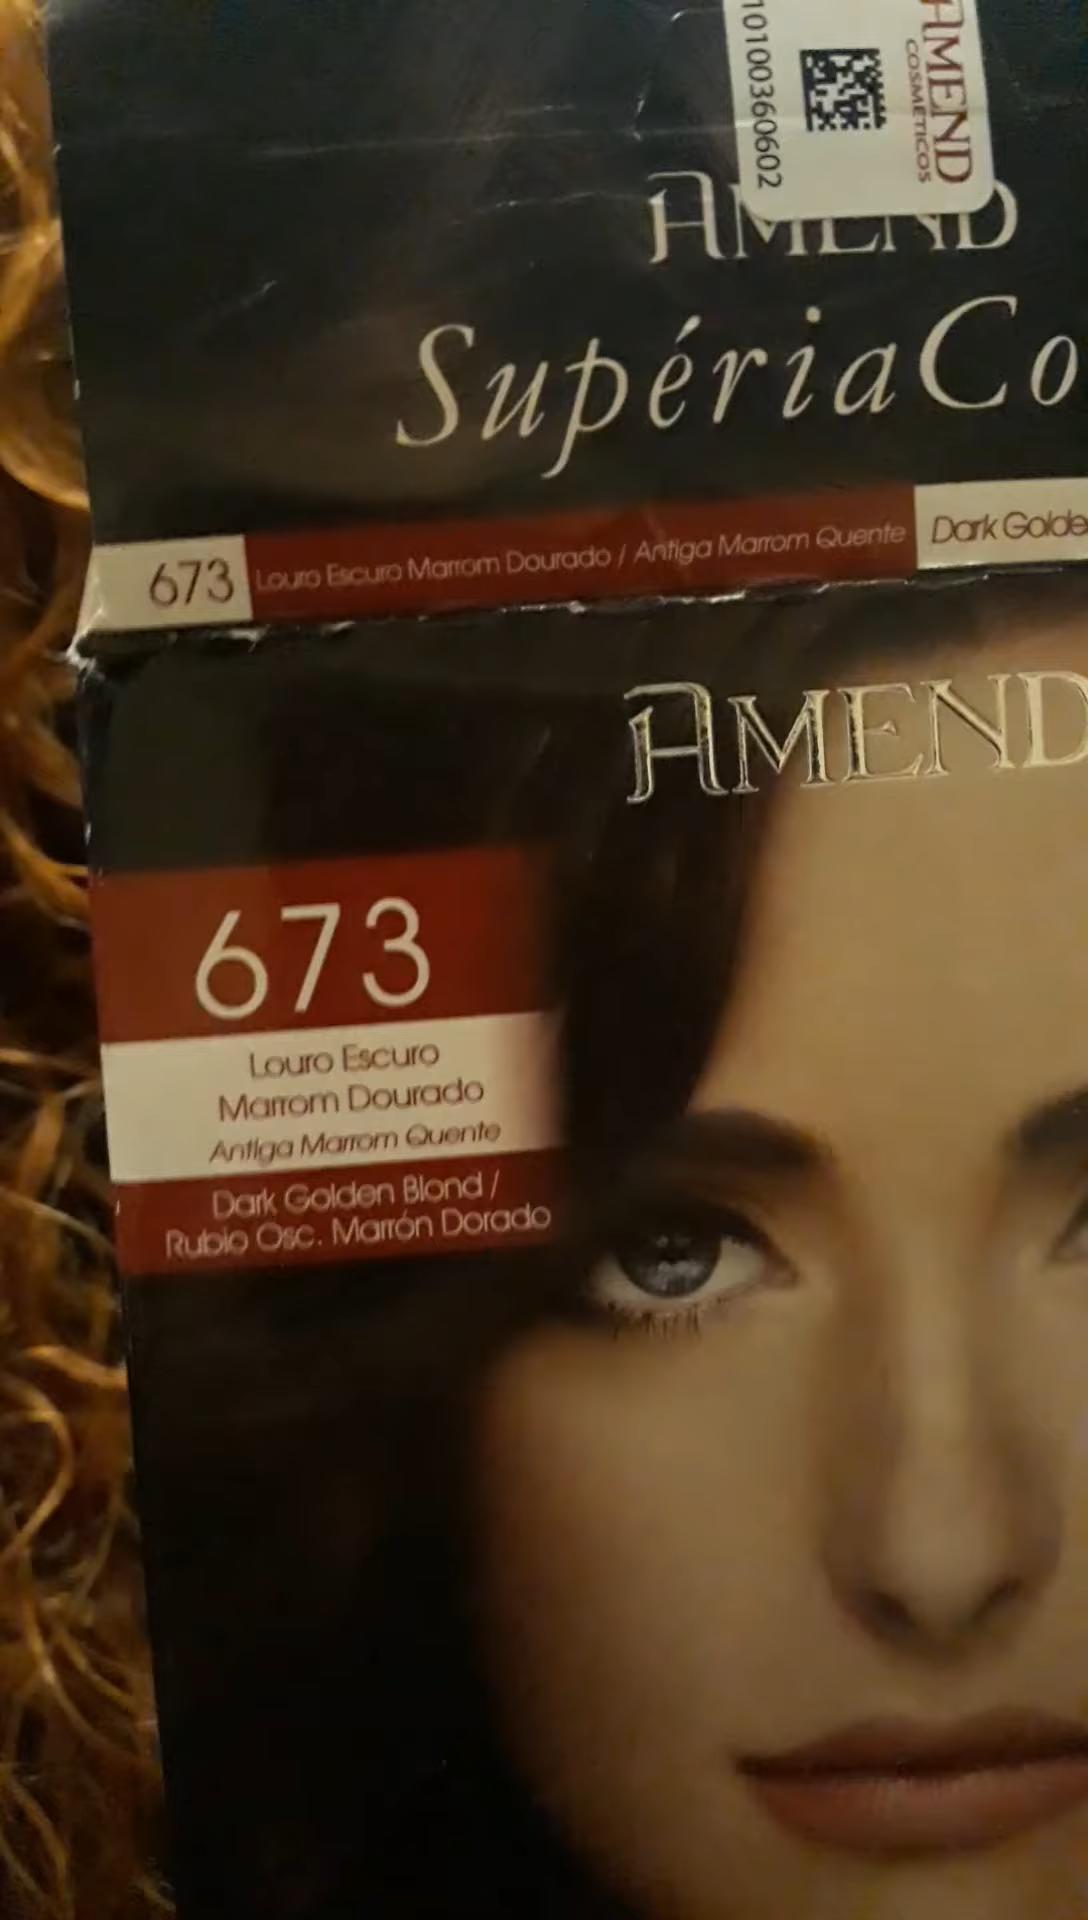 10100360602
AMEND
COSMÉTICOS
AMEND
SupériaCo
673 Louro Escuro Marrom Dourado / Antiga Marrom Quente Dark Golde
AMEND
673
Louro Escuro
Marrom Dourado
Antiga Marrom Quente
Dark Golden Blond /
Rubio Osc. Marrón Dorado